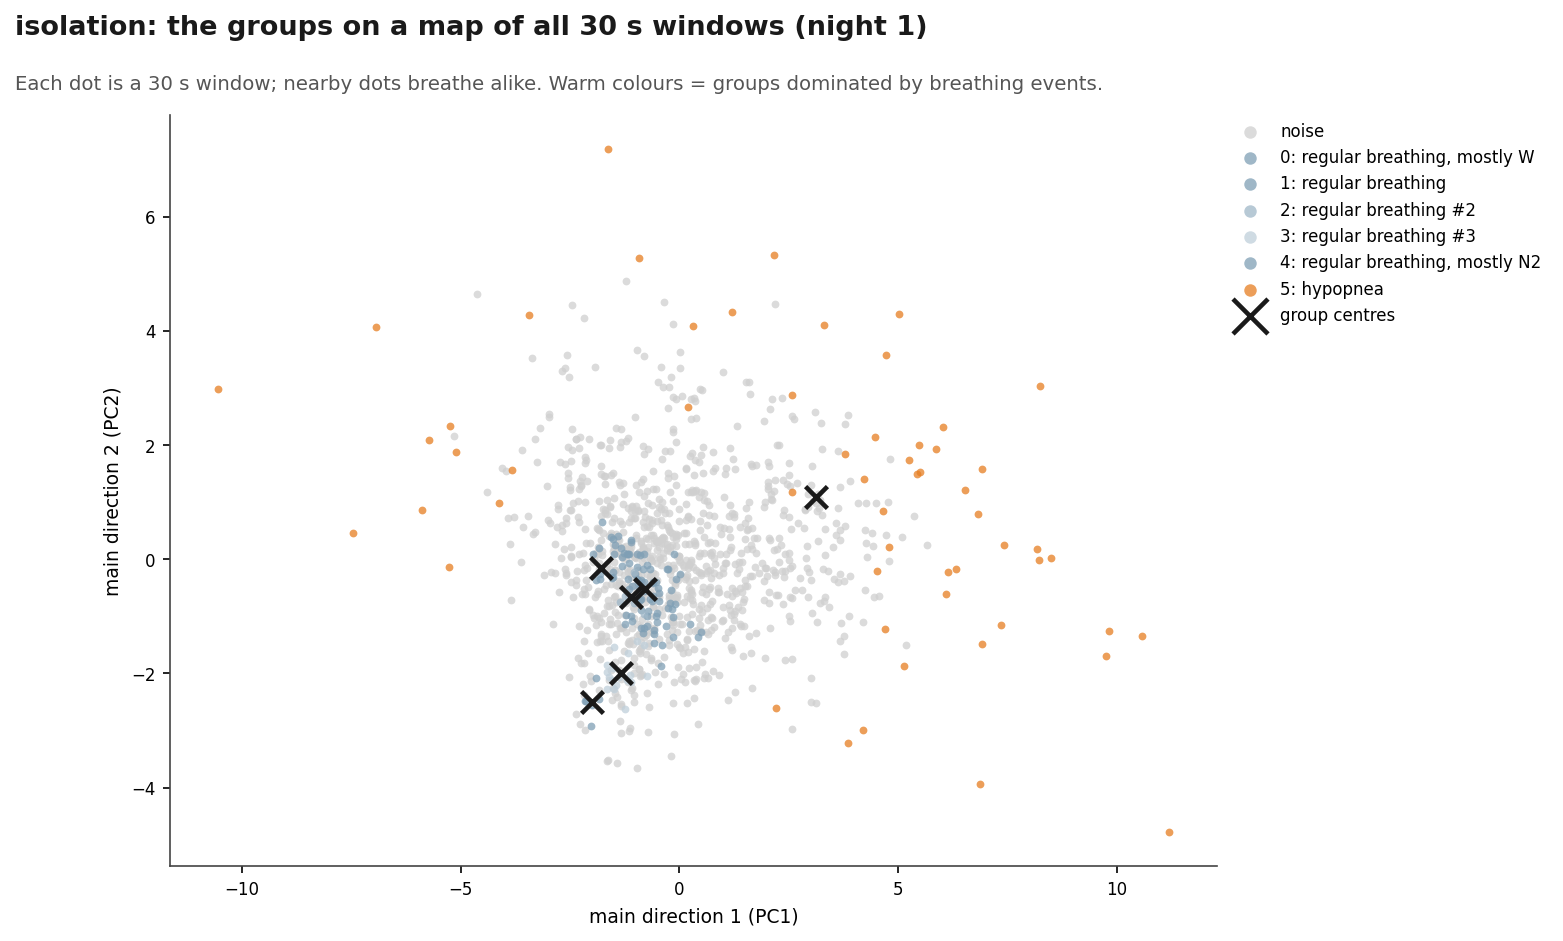 isolation: the groups on a map of all 30 s windows (night 1)
Each dot is a 30 s window; nearby dots breathe alike. Warm colours = groups dominated by breathing events.
noise
0: regular breathing, mostly W
1: regular breathing
2: regular breathing #2
3: regular breathing #3
4: regular breathing, mostly N2
5: hypopnea
group centres
main direction 2 (PC2)
6
4
2
0
−2
−4
−10
−5
0
5
10
main direction 1 (PC1)